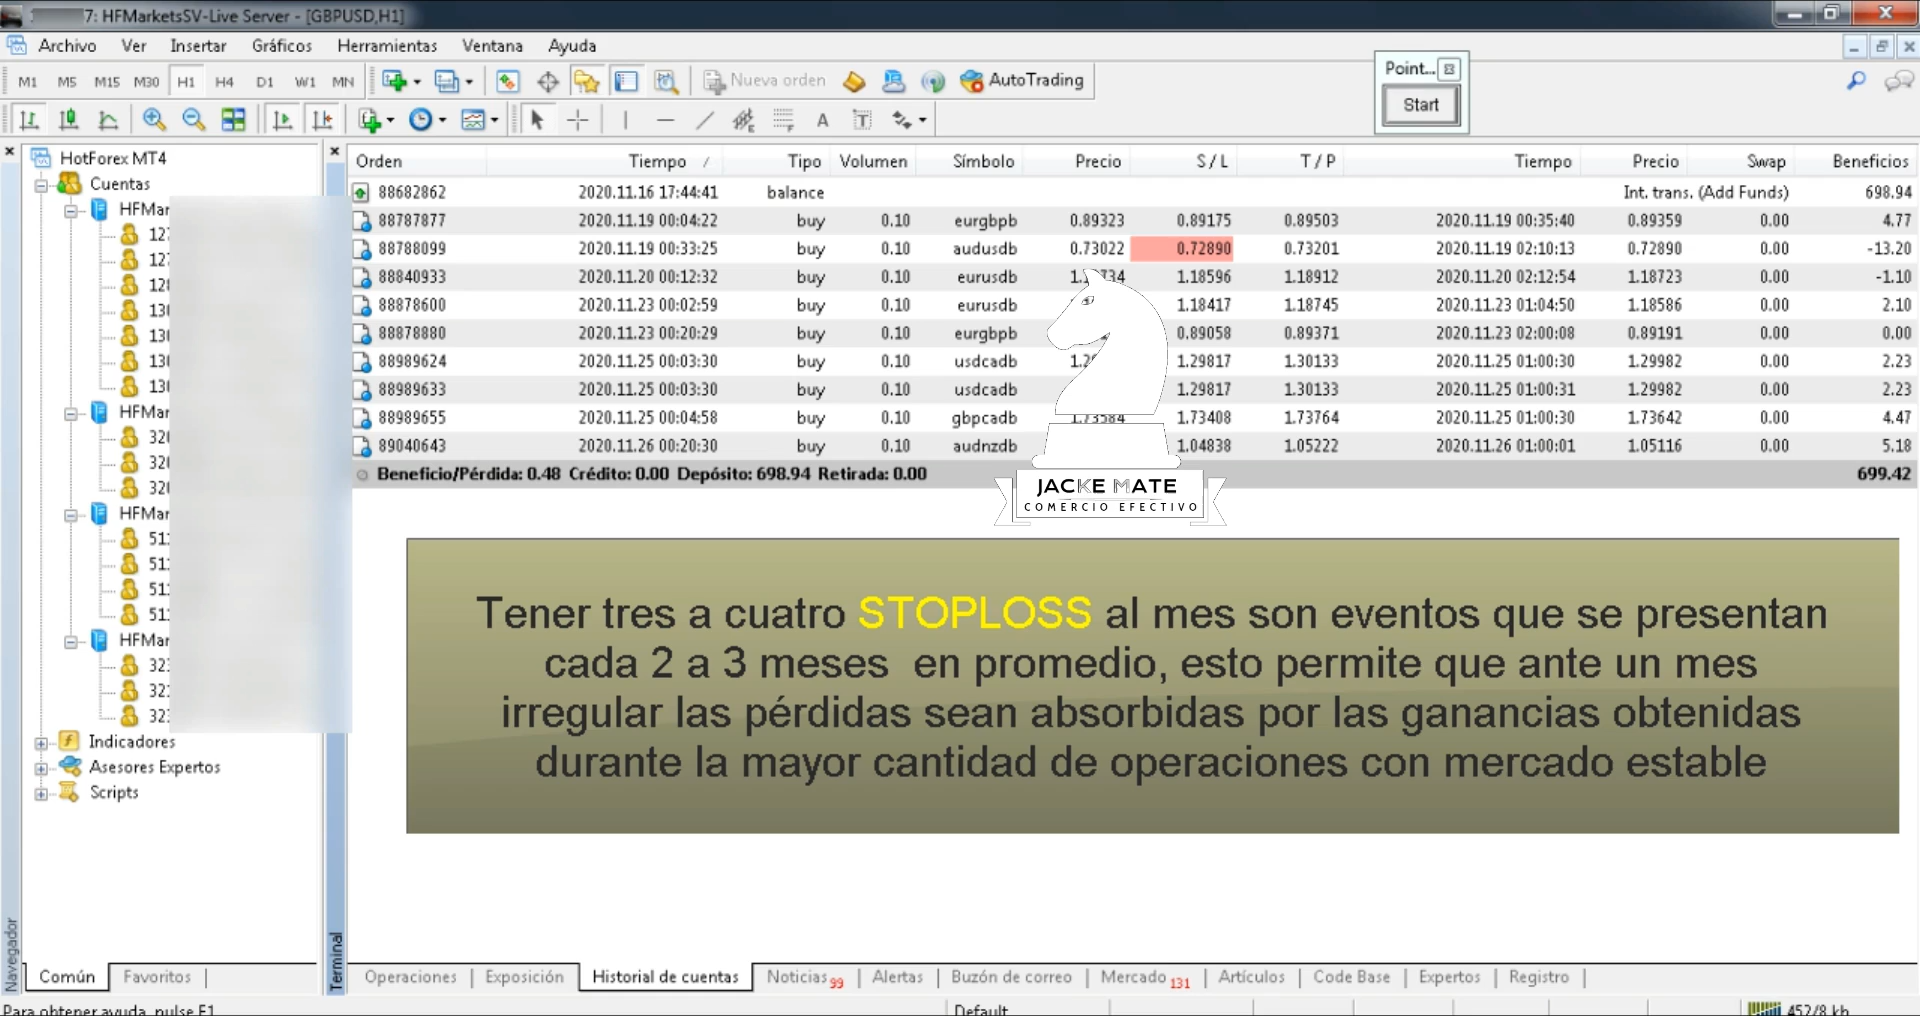 7: HFMarketsSV-Live Server - [GBPUSD,H1]
Archivo Ver Insertar Gráficos Herramientas Ventana Ayuda
M1 M5 M15 M30 H1 H4 D1 W1 MN Nueva orden AutoTrading
Point...
Start
HotForex MT4
Cuentas
HFMar
127
127
128
130
130
130
130
HFMar
320
320
320
HFMar
511
511
511
511
HFMar
323
323
323
Indicadores
Asesores Expertos
Scripts
Navegador
Común Favoritos
Orden Tiempo / Tipo Volumen Símbolo Precio S / L T / P Tiempo Precio Swap Beneficios
88682862 2020.11.16 17:44:41 balance Int. trans. (Add Funds) 698.94
88787877 2020.11.19 00:04:22 buy 0.10 eurgbpb 0.89323 0.89175 0.89503 2020.11.19 00:35:40 0.89359 0.00 4.77
88788099 2020.11.19 00:33:25 buy 0.10 audusdb 0.73022 0.72890 0.73201 2020.11.19 02:10:13 0.72890 0.00 -13.20
88840933 2020.11.20 00:12:32 buy 0.10 eurusdb 1.18596 1.18912 2020.11.20 02:12:54 1.18723 0.00 -1.10
88878600 2020.11.23 00:02:59 buy 0.10 eurusdb 1.18417 1.18745 2020.11.23 01:04:50 1.18586 0.00 2.10
88878880 2020.11.23 00:20:29 buy 0.10 eurgbpb 0.89058 0.89371 2020.11.23 02:00:08 0.89191 0.00 0.00
88989624 2020.11.25 00:03:30 buy 0.10 usdcadb 1.29817 1.30133 2020.11.25 01:00:30 1.29982 0.00 2.23
88989633 2020.11.25 00:03:30 buy 0.10 usdcadb 1.29817 1.30133 2020.11.25 01:00:31 1.29982 0.00 2.23
88989655 2020.11.25 00:04:58 buy 0.10 gbpcadb 1.73584 1.73408 1.73764 2020.11.25 01:00:30 1.73642 0.00 4.47
89040643 2020.11.26 00:20:30 buy 0.10 audnzdb 1.04838 1.05222 2020.11.26 01:00:01 1.05116 0.00 5.18
Beneficio/Pérdida: 0.48 Crédito: 0.00 Depósito: 698.94 Retirada: 0.00 699.42
JACKE MATE
COMERCIO EFECTIVO
Tener tres a cuatro STOPLOSS al mes son eventos que se presentan
cada 2 a 3 meses en promedio, esto permite que ante un mes
irregular las pérdidas sean absorbidas por las ganancias obtenidas
durante la mayor cantidad de operaciones con mercado estable
Terminal
Operaciones Exposición Historial de cuentas Noticias 99 Alertas Buzón de correo Mercado 131 Artículos Code Base Expertos Registro
Para obtener ayuda, pulse F1 Default 452/8 kb